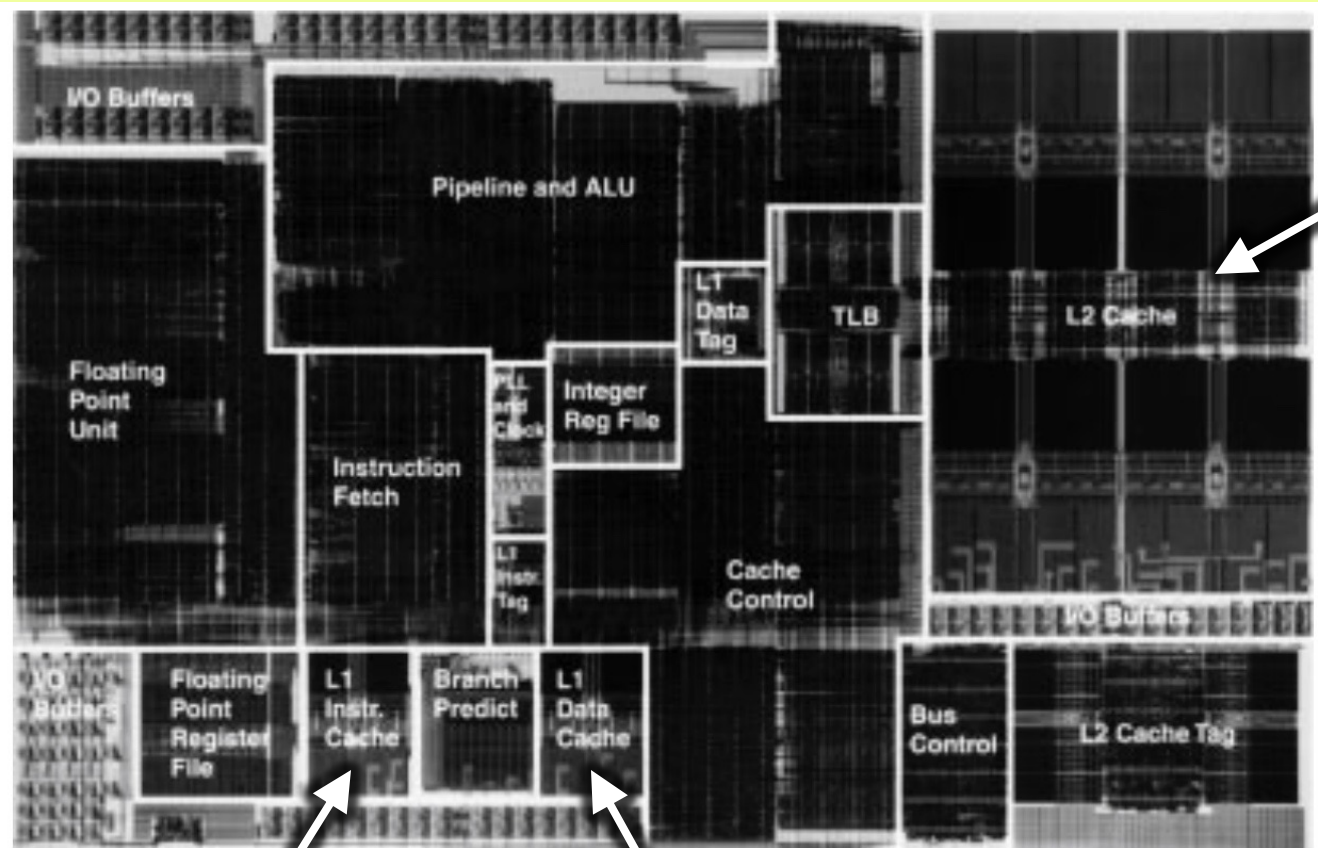 I/O Buffers
Pipeline and ALU
L1
Data
Tag
TLB
L2 Cache
Floating
Point
Unit
PLL
and
Clock
Integer
Reg File
Instruction
Fetch
L1
Instr.
Tag
Cache
Control
I/O Buffers
I/O
Buffers
Floating
Point
Register
File
L1
Instr.
Cache
Branch
Predict
L1
Data
Cache
Bus
Control
L2 Cache Tag